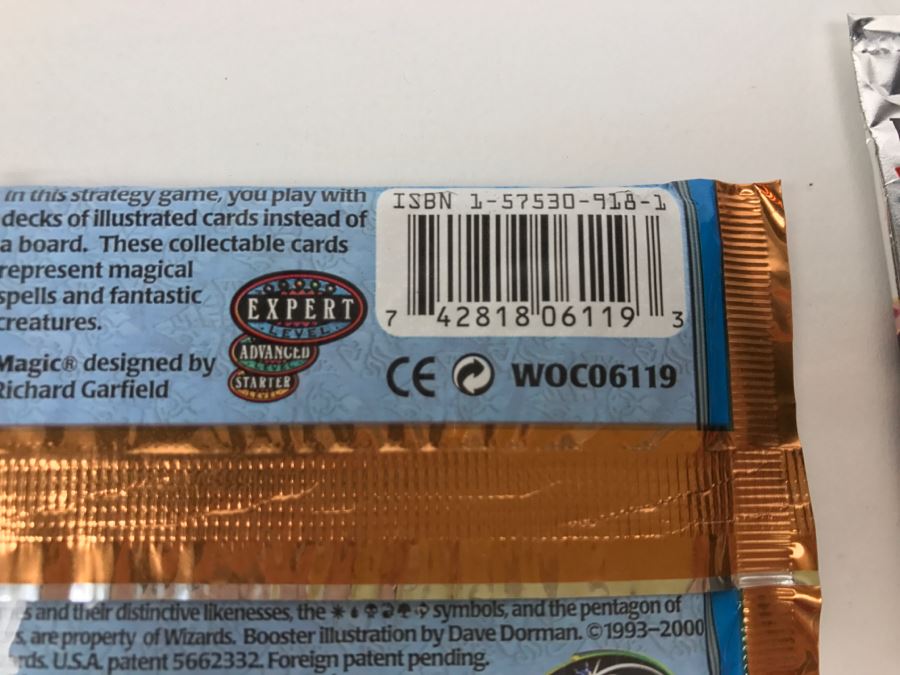 in this strategy game, you play with
decks of illustrated cards instead of
a board. These collectable cards
represent magical
spells and fantastic
creatures.
Magic® designed by
Richard Garfield
EXPERT
LEVEL
ADVANCED
LEVEL
STARTER
ISBN 1-57530-918-1
7 42818 06119 3
CE WOC06119
and their distinctive likenesses, the symbols, and the pentagon of
are property of Wizards. Booster illustration by Dave Dorman. ©1993–2000
U.S.A. patent 5662332. Foreign patent pending.